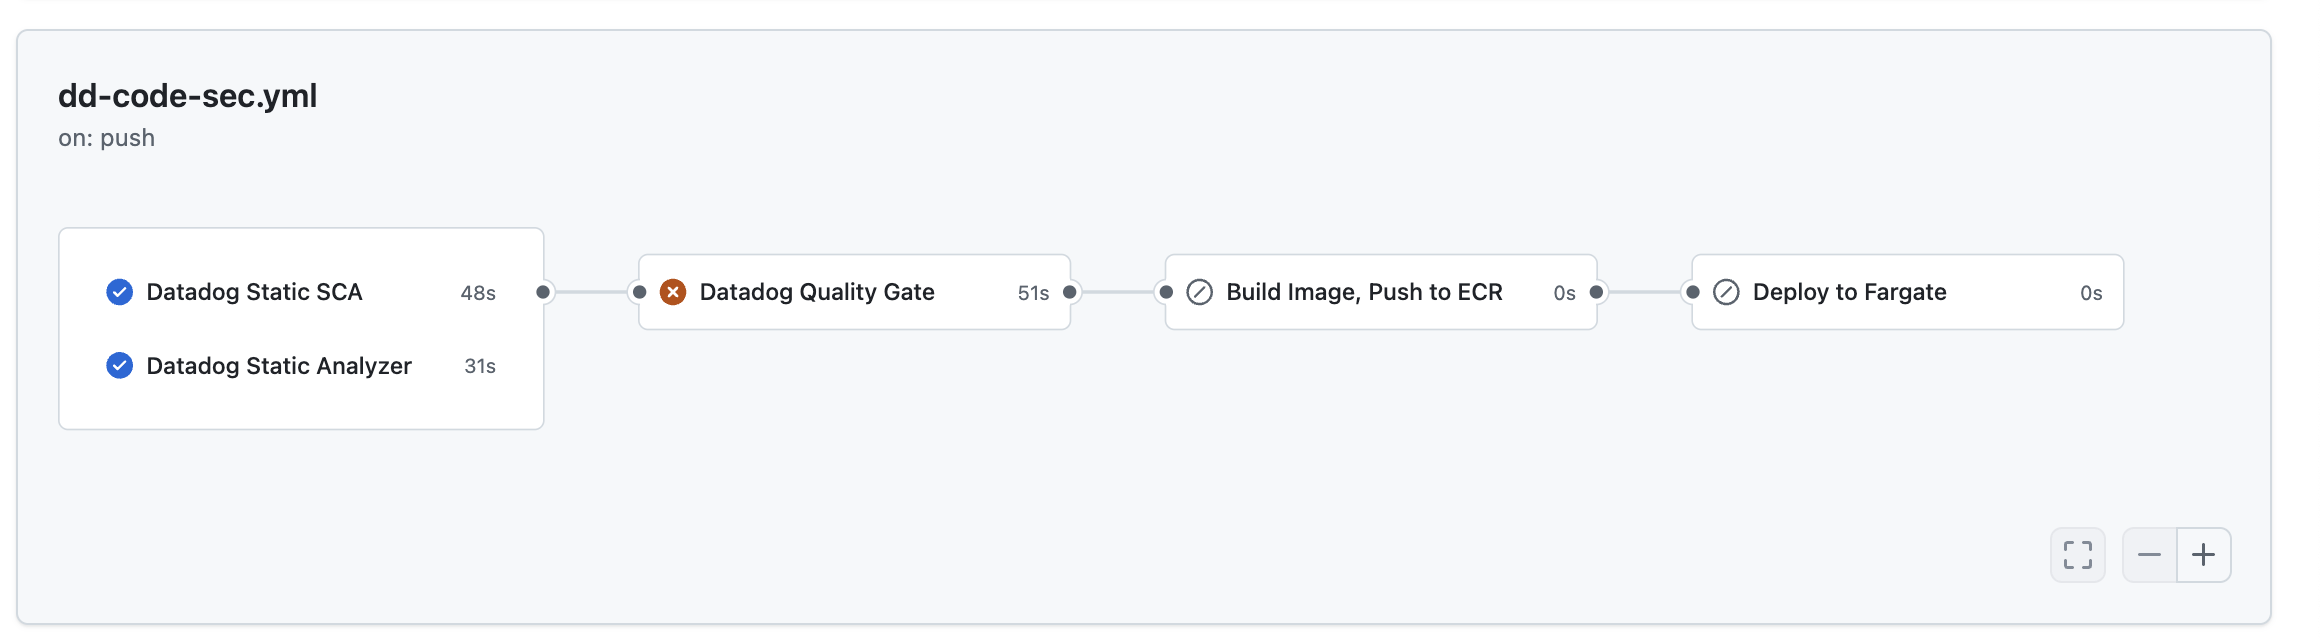 dd-code-sec.yml
on: push
Datadog Static SCA 48s
Datadog Static Analyzer 31s
Datadog Quality Gate 51s
Build Image, Push to ECR 0s
Deploy to Fargate 0s